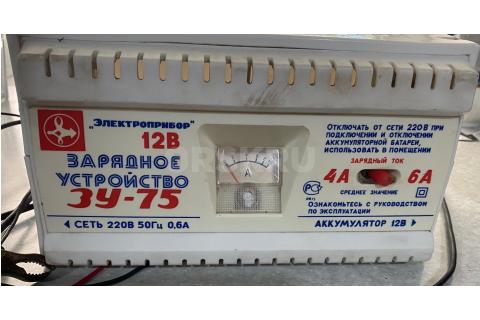 "Электроприбор"
12В
ЗАРЯДНОЕ
УСТРОЙСТВО
ЗУ-75
◄ СЕТЬ 220В 50Гц 0,6А
А
ОТКЛЮЧАТЬ ОТ СЕТИ 220В ПРИ
ПОДКЛЮЧЕНИИ И ОТКЛЮЧЕНИИ
АККУМУЛЯТОРНОЙ БАТАРЕИ,
ИСПОЛЬЗОВАТЬ В ПОМЕЩЕНИИ
ЗАРЯДНЫЙ ТОК
4А 6А
СРЕДНЕЕ ЗНАЧЕНИЕ
ОЗНАКОМЬТЕСЬ С РУКОВОДСТВОМ
ПО ЭКСПЛУАТАЦИИ
АККУМУЛЯТОР 12В ►